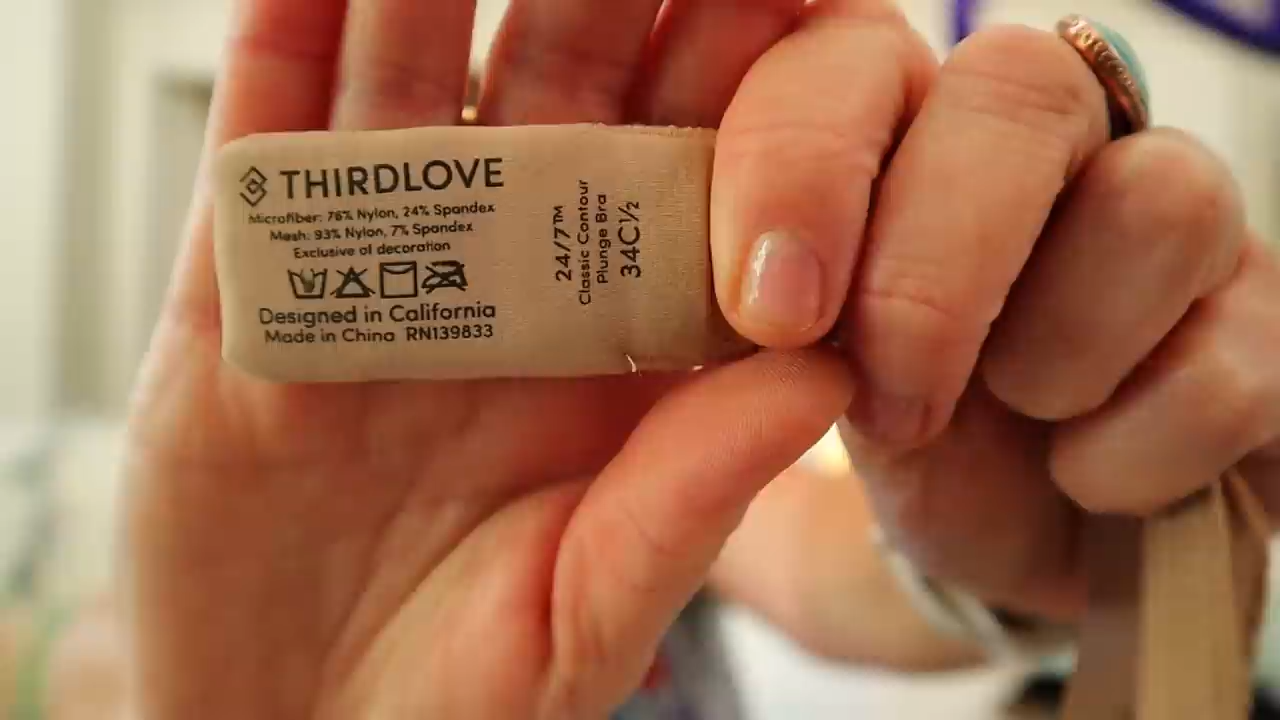 THIRDLOVE
Microfiber: 76% Nylon, 24% Spandex
Mesh: 93% Nylon, 7% Spandex
Exclusive of decoration
Designed in California
Made in China RN139833
24/7™
Classic Contour
Plunge Bra
34C½